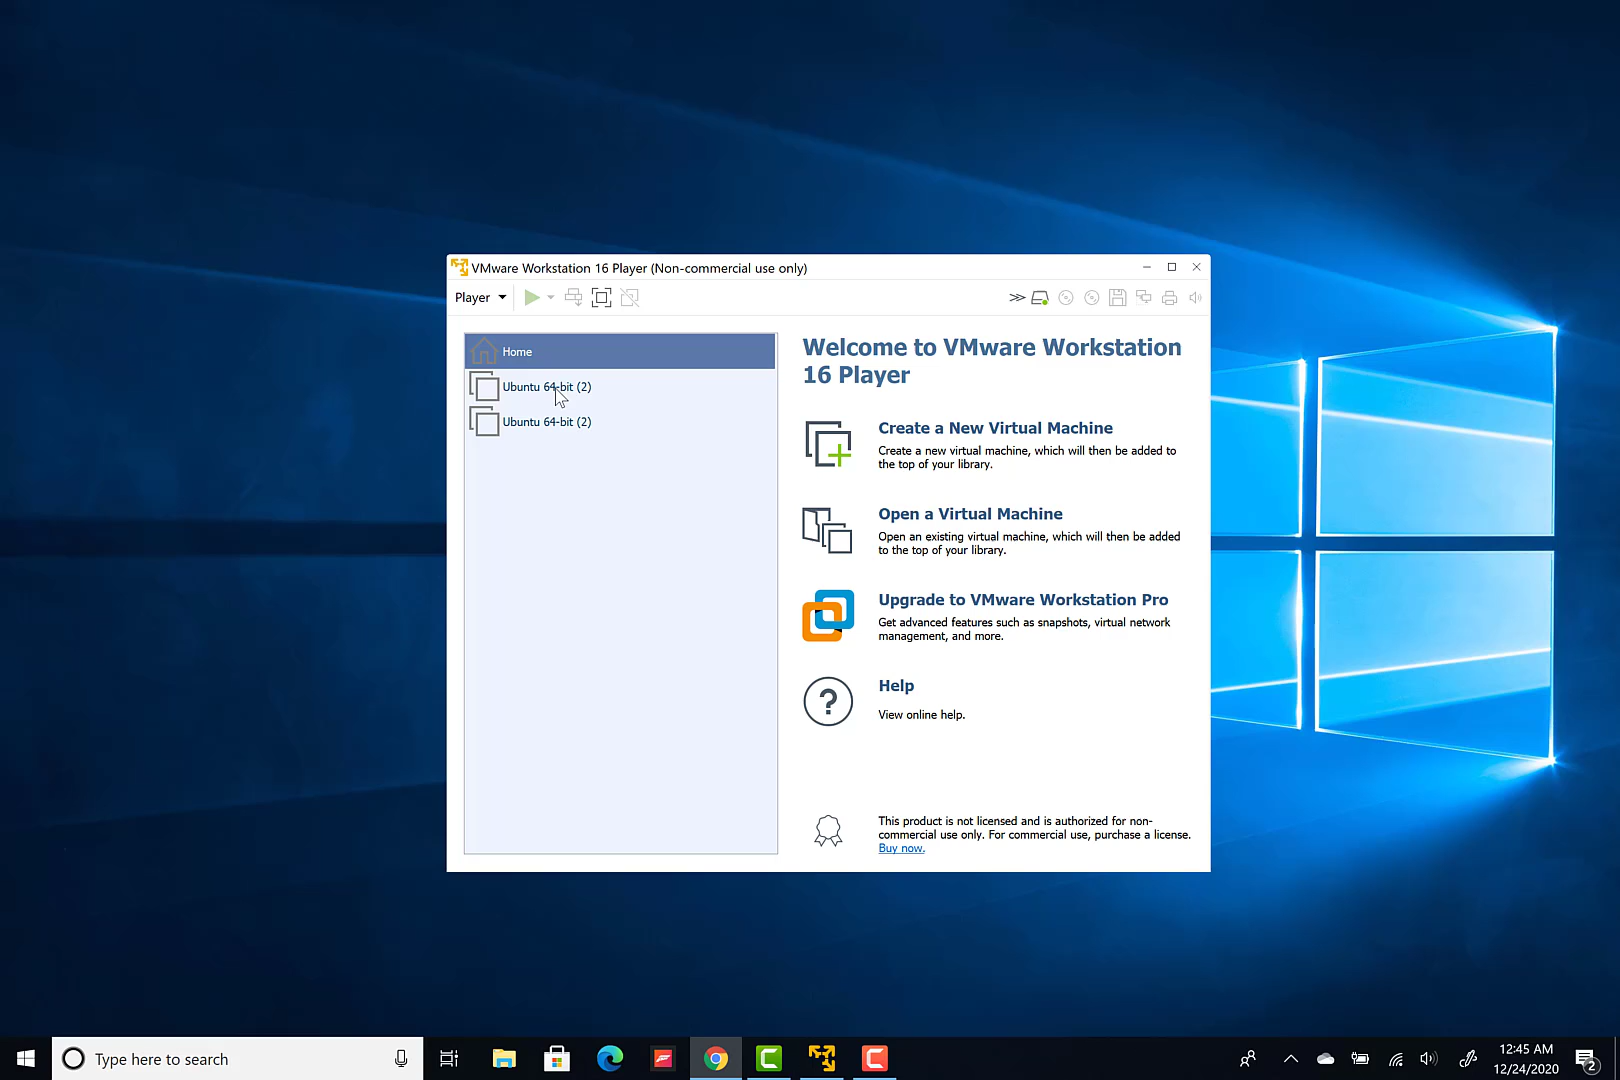 VMware Workstation 16 Player (Non-commercial use only)
Player
Home
Ubuntu 64-bit (2)
Ubuntu 64-bit (2)
Welcome to VMware Workstation
16 Player
Create a New Virtual Machine
Create a new virtual machine, which will then be added to
the top of your library.
Open a Virtual Machine
Open an existing virtual machine, which will then be added
to the top of your library.
Upgrade to VMware Workstation Pro
Get advanced features such as snapshots, virtual network
management, and more.
Help
View online help.
This product is not licensed and is authorized for non-
commercial use only. For commercial use, purchase a license.
Buy now.
Type here to search
12:45 AM
12/24/2020
2